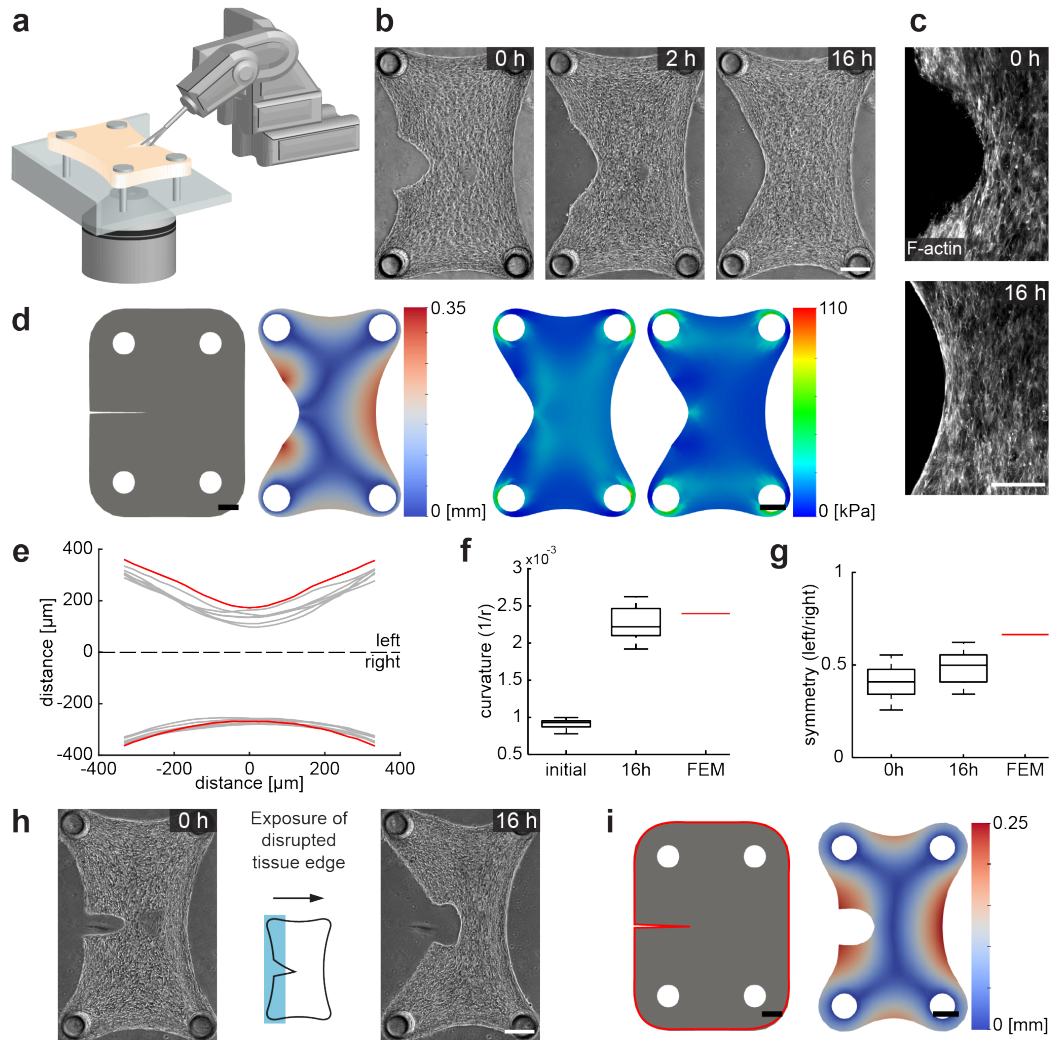 a
b
0 h
2 h
16 h
c
0 h
F-actin
16 h
d
0.35
0 [mm]
110
0 [kPa]
e
400
200
0
-200
-400
distance [µm]
left
right
-400
-200
0
200
400
distance [µm]
f
×10⁻³
3
2.5
2
1.5
1
0.5
curvature (1/r)
initial
16h
FEM
g
1
0.5
0
symmetry (left/right)
0h
16h
FEM
h
0 h
Exposure of
disrupted
tissue edge
16 h
i
0.25
0 [mm]